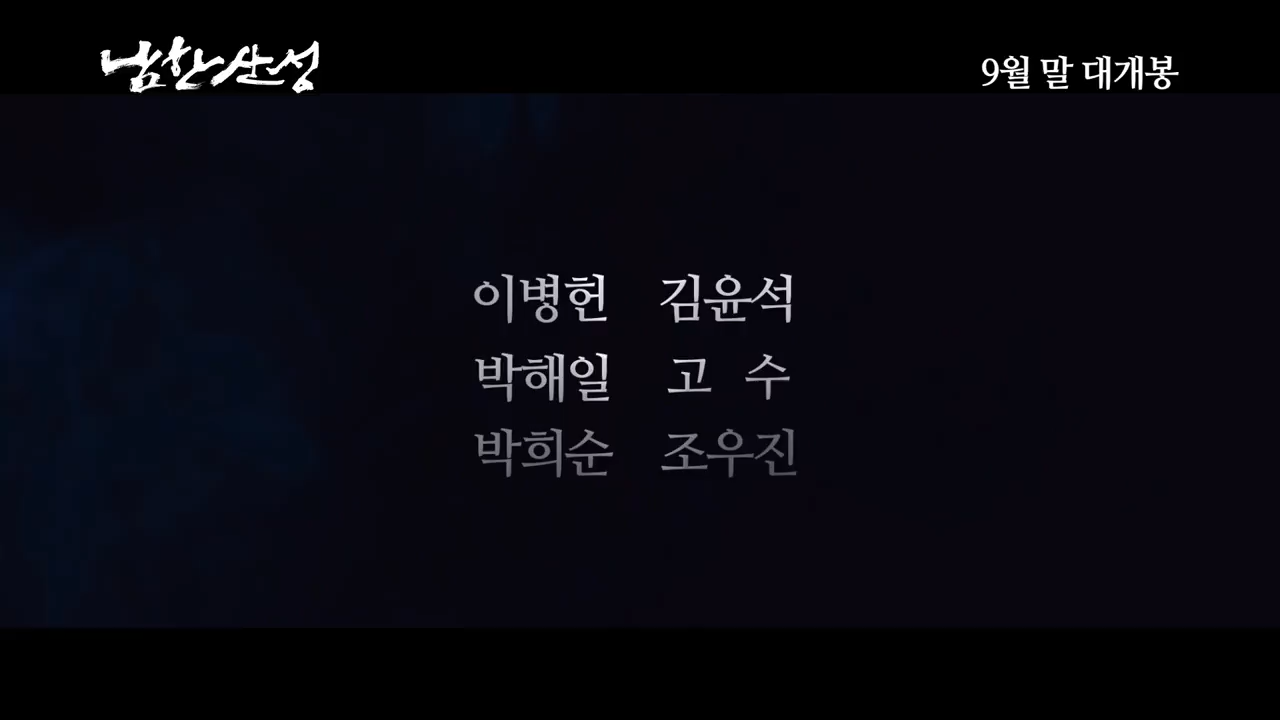 남한산성
9월 말 대개봉
이병헌 김윤석
박해일 고 수
박희순 조우진